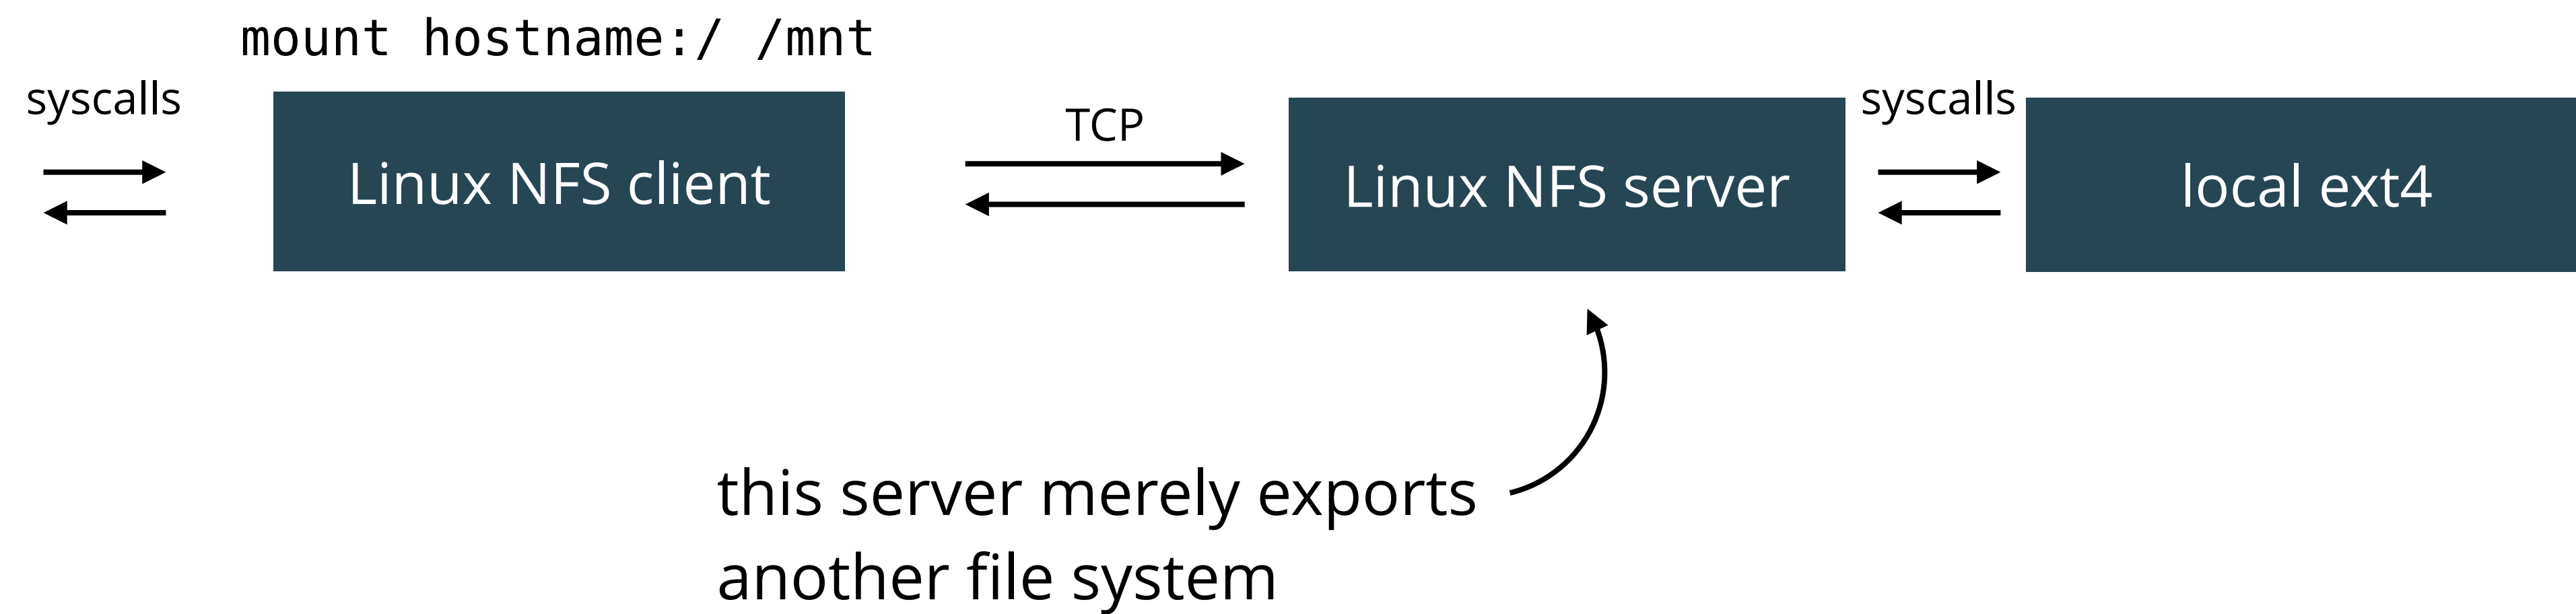 mount hostname:/ /mnt
syscalls
Linux NFS client
TCP
Linux NFS server
syscalls
local ext4
this server merely exports
another file system